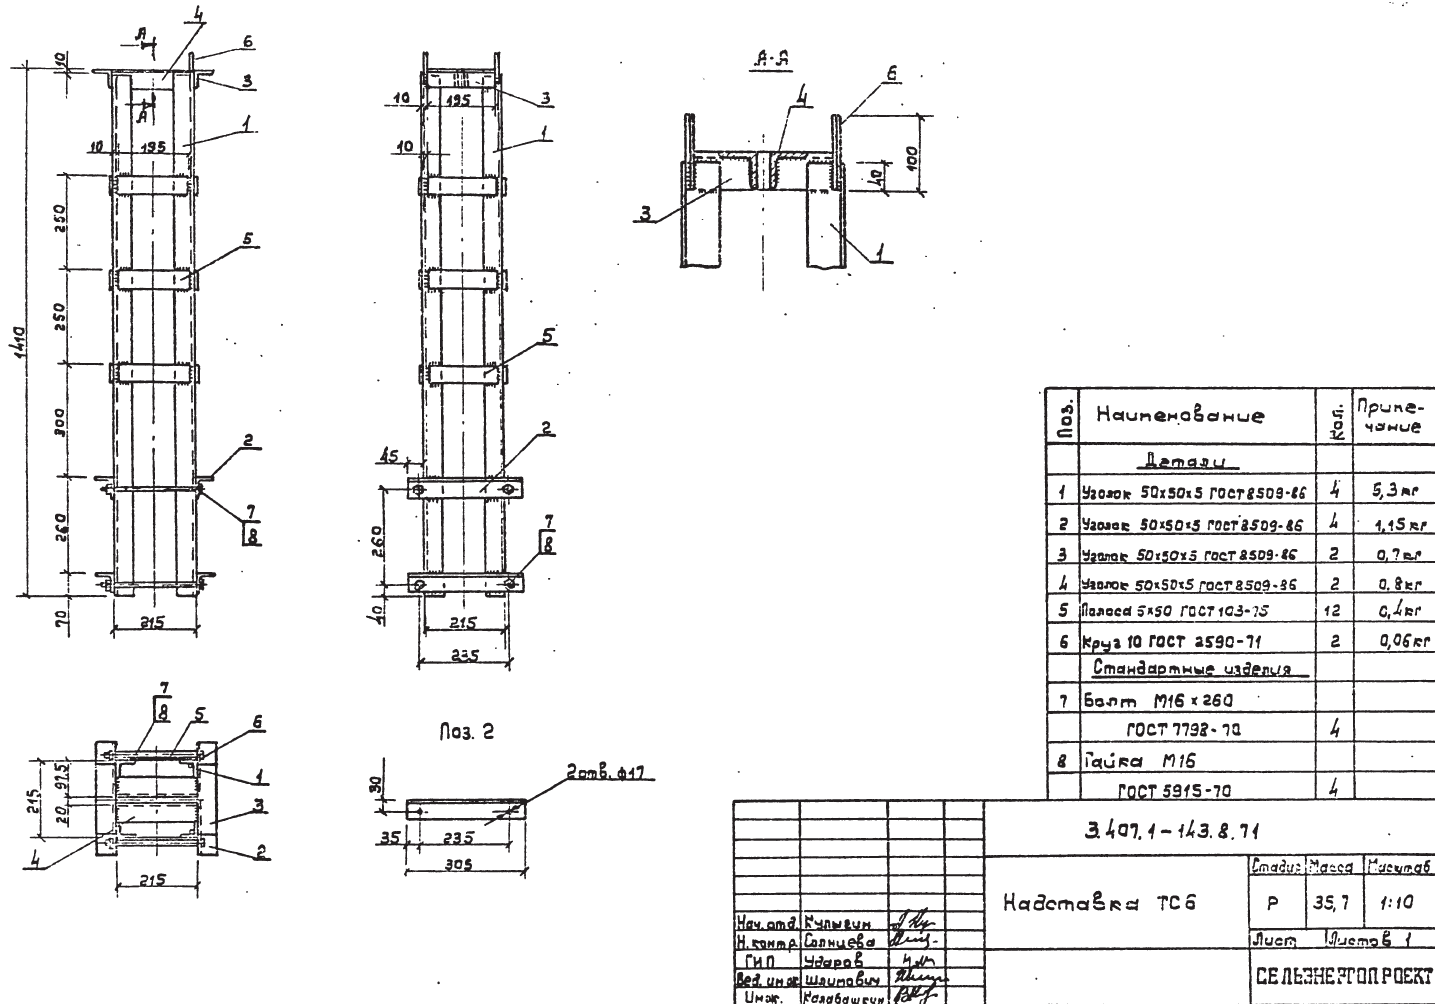 А
4
6
3
А
1
10
10
195
250
5
250
1410
300
2
7
8
260
70
215
10
195
3
10
1
5
2
45
7
8
260
40
215
235
А-А
6
4
100
40
3
1
7
8
5
6
1
97,5
215
20
3
4
2
215
Поз. 2
2 отв. ф17
30
35
235
305
Поз. Наименование Кол. Приме-
чание
Детали
1 Уголок 50х50х5 ГОСТ 8509-86 4 5,3 кг
2 Уголок 50х50х5 ГОСТ 8509-86 4 1,15 кг
3 Уголок 50х50х5 ГОСТ 8509-86 2 0,7 кг
4 Уголок 50х50х5 ГОСТ 8509-86 2 0,8 кг
5 Полоса 5х50 ГОСТ 103-75 12 0,4 кг
6 Круг 10 ГОСТ 2590-71 2 0,06 кг
Стандартные изделия
7 Болт М16 х 260
ГОСТ 7798-70 4
8 Гайка М16
ГОСТ 5915-70 4
3.407.1-143.8.71
Надставка ТС6
Стадия Масса Масштаб
Р 35,7 1:10
Лист Листов 1
СЕЛЬЭНЕРГОПРОЕКТ
Нач. отд. Кулыгин
Н. контр. Солнцева
ГИП Ударов
Вед. инж. Шлимович
Инж. Калабашкин